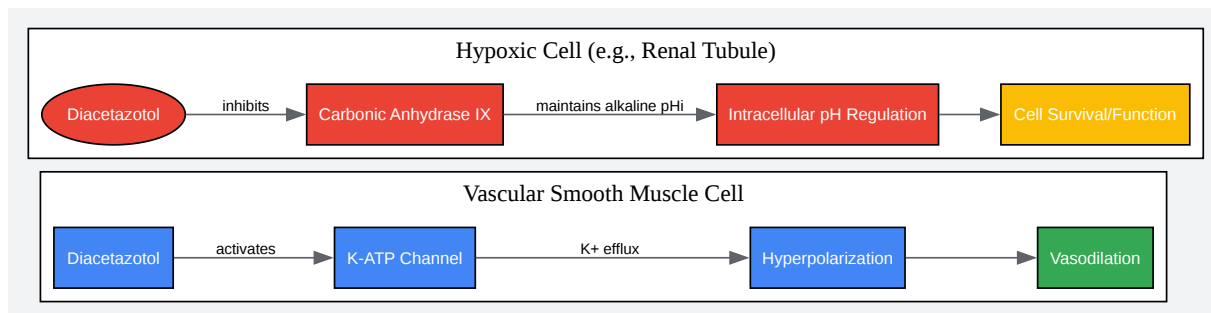 Hypoxic Cell (e.g., Renal Tubule)
Diacetazotol
inhibits
Carbonic Anhydrase IX
maintains alkaline pHi
Intracellular pH Regulation
Cell Survival/Function
Vascular Smooth Muscle Cell
Diacetazotol
activates
K-ATP Channel
K+ efflux
Hyperpolarization
Vasodilation